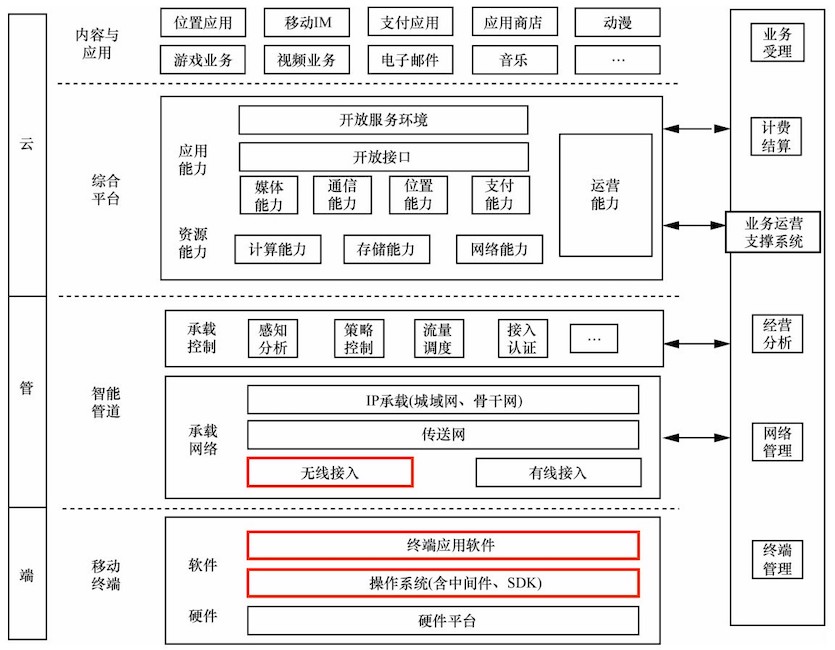 云
管
端
内容与
应用
位置应用
移动IM
支付应用
应用商店
动漫
游戏业务
视频业务
电子邮件
音乐
…
综合
平台
应用
能力
开放服务环境
开放接口
媒体
能力
通信
能力
位置
能力
支付
能力
运营
能力
资源
能力
计算能力
存储能力
网络能力
智能
管道
承载
控制
感知
分析
策略
控制
流量
调度
接入
认证
…
承载
网络
IP承载(城域网、骨干网)
传送网
无线接入
有线接入
移动
终端
软件
终端应用软件
操作系统(含中间件、SDK)
硬件
硬件平台
业务
受理
计费
结算
业务运营
支撑系统
经营
分析
网络
管理
终端
管理